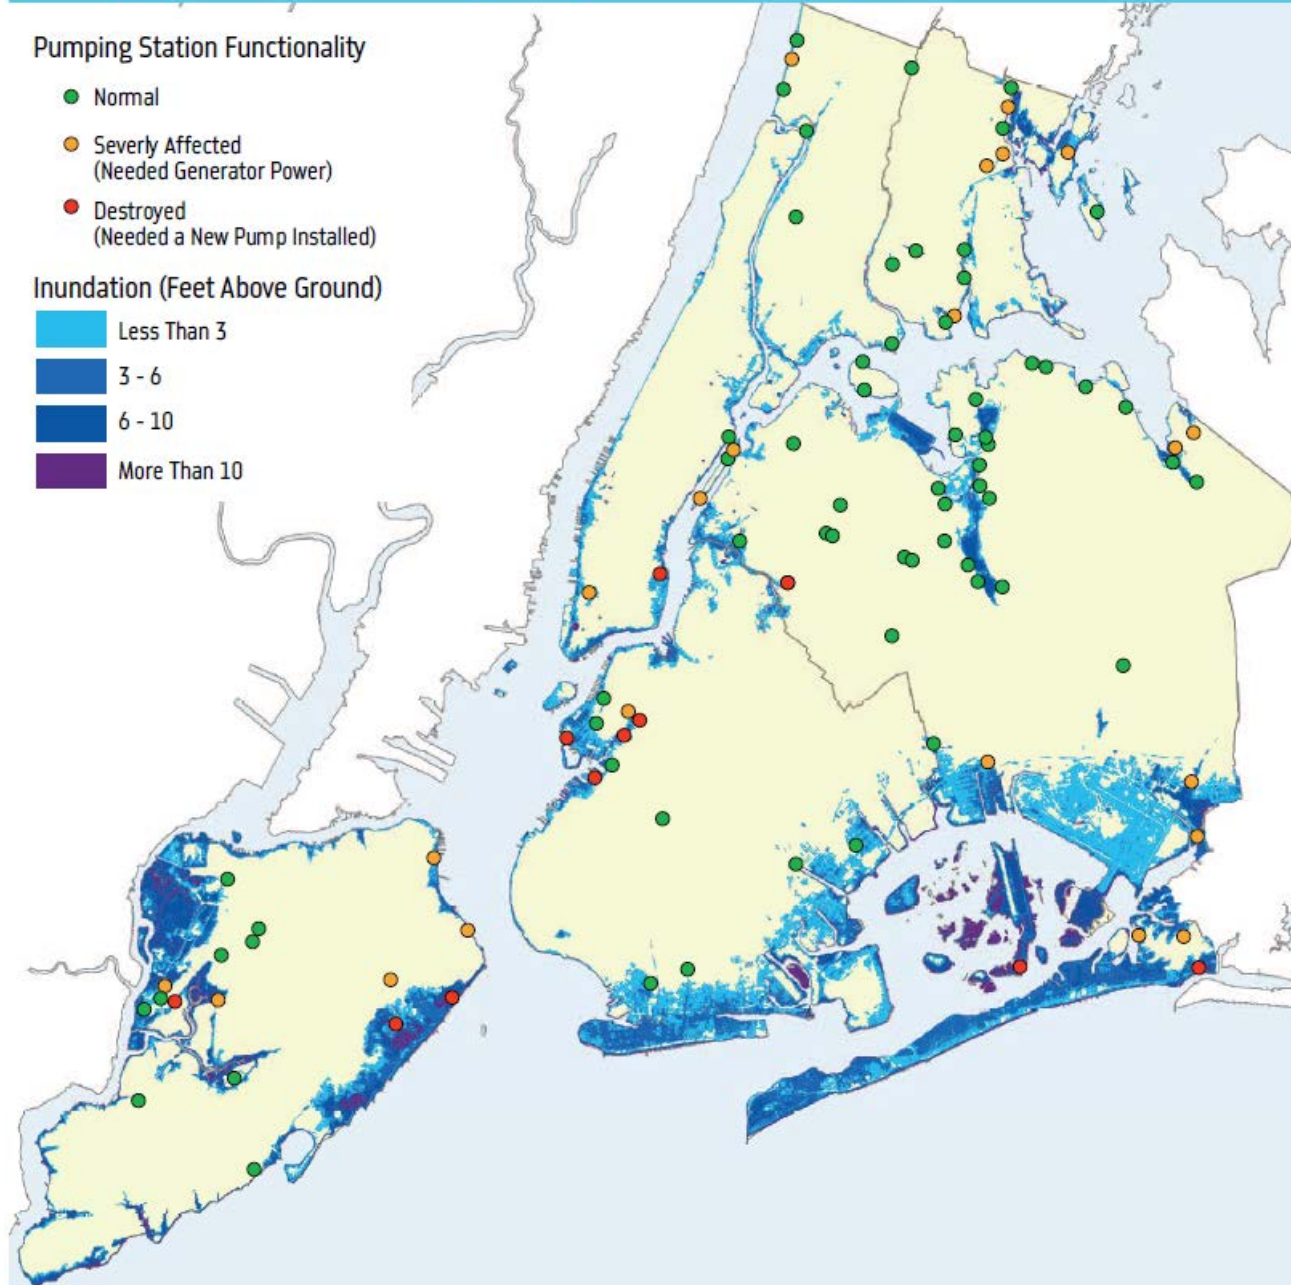 Pumping Station Functionality
Normal
Severly Affected
(Needed Generator Power)
Destroyed
(Needed a New Pump Installed)
Inundation (Feet Above Ground)
Less Than 3
3 - 6
6 - 10
More Than 10